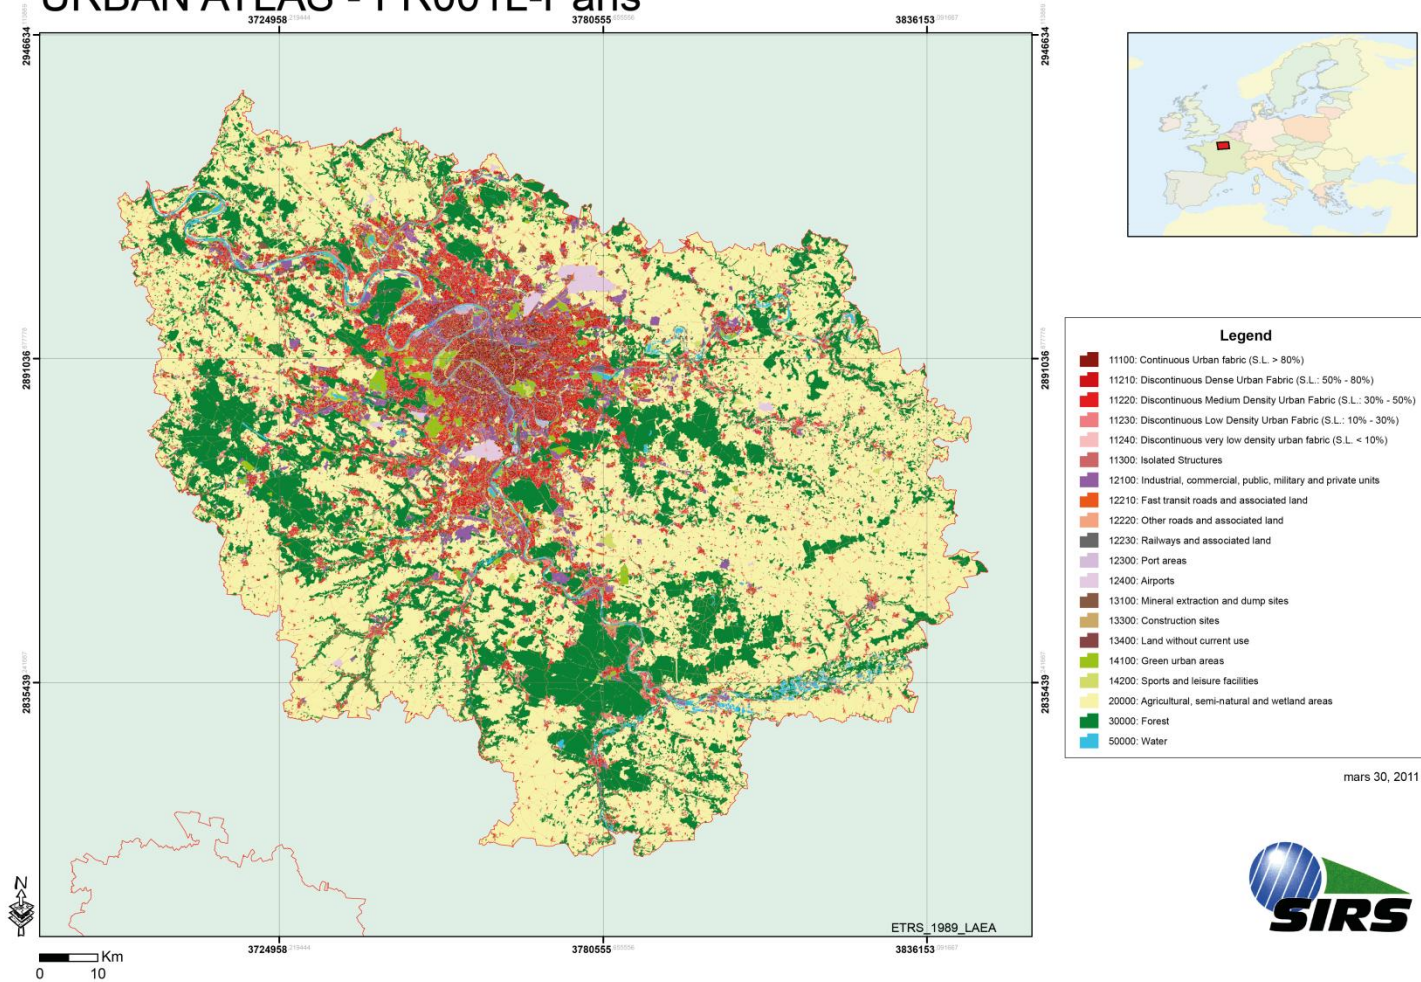 URBAN ATLAS - FR001L-Paris
3724958
3780555
3836153
2946634
2946634
2891036
2891036
2835439
2835439
Legend
11100: Continuous Urban fabric (S.L. > 80%)
11210: Discontinuous Dense Urban Fabric (S.L.: 50% - 80%)
11220: Discontinuous Medium Density Urban Fabric (S.L.: 30% - 50%)
11230: Discontinuous Low Density Urban Fabric (S.L.: 10% - 30%)
11240: Discontinuous very low density urban fabric (S.L. < 10%)
11300: Isolated Structures
12100: Industrial, commercial, public, military and private units
12210: Fast transit roads and associated land
12220: Other roads and associated land
12230: Railways and associated land
12300: Port areas
12400: Airports
13100: Mineral extraction and dump sites
13300: Construction sites
13400: Land without current use
14100: Green urban areas
14200: Sports and leisure facilities
20000: Agricultural, semi-natural and wetland areas
30000: Forest
50000: Water
mars 30, 2011
SIRS
N
ETRS_1989_LAEA
3724958
3780555
3836153
Km
0 10